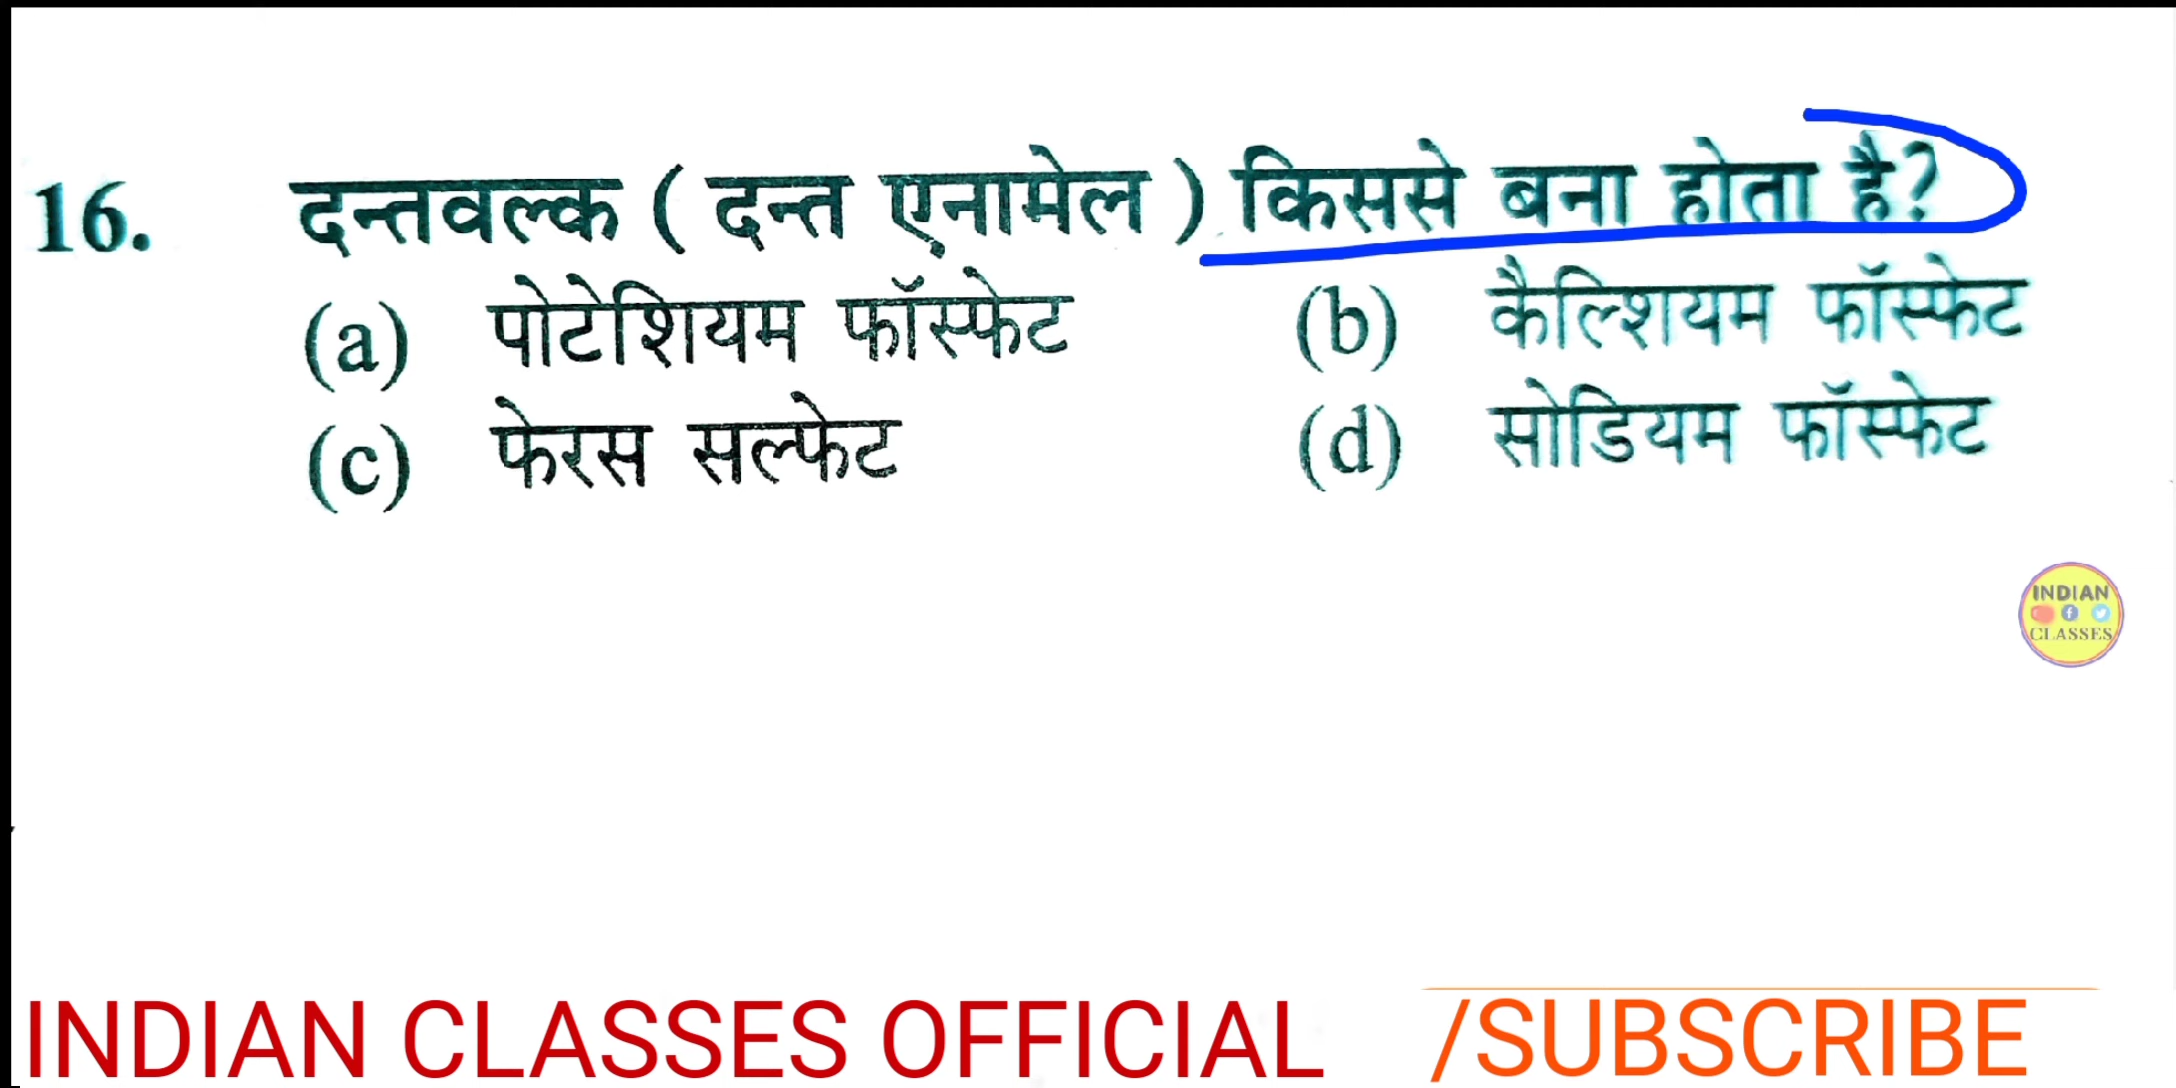 16. दन्तवल्क ( दन्त एनामेल ) किससे बना होता है?
(a) पोटेशियम फॉस्फेट (b) कैल्शियम फॉस्फेट
(c) फेरस सल्फेट (d) सोडियम फॉस्फेट
INDIAN
CLASSES
INDIAN CLASSES OFFICIAL /SUBSCRIBE